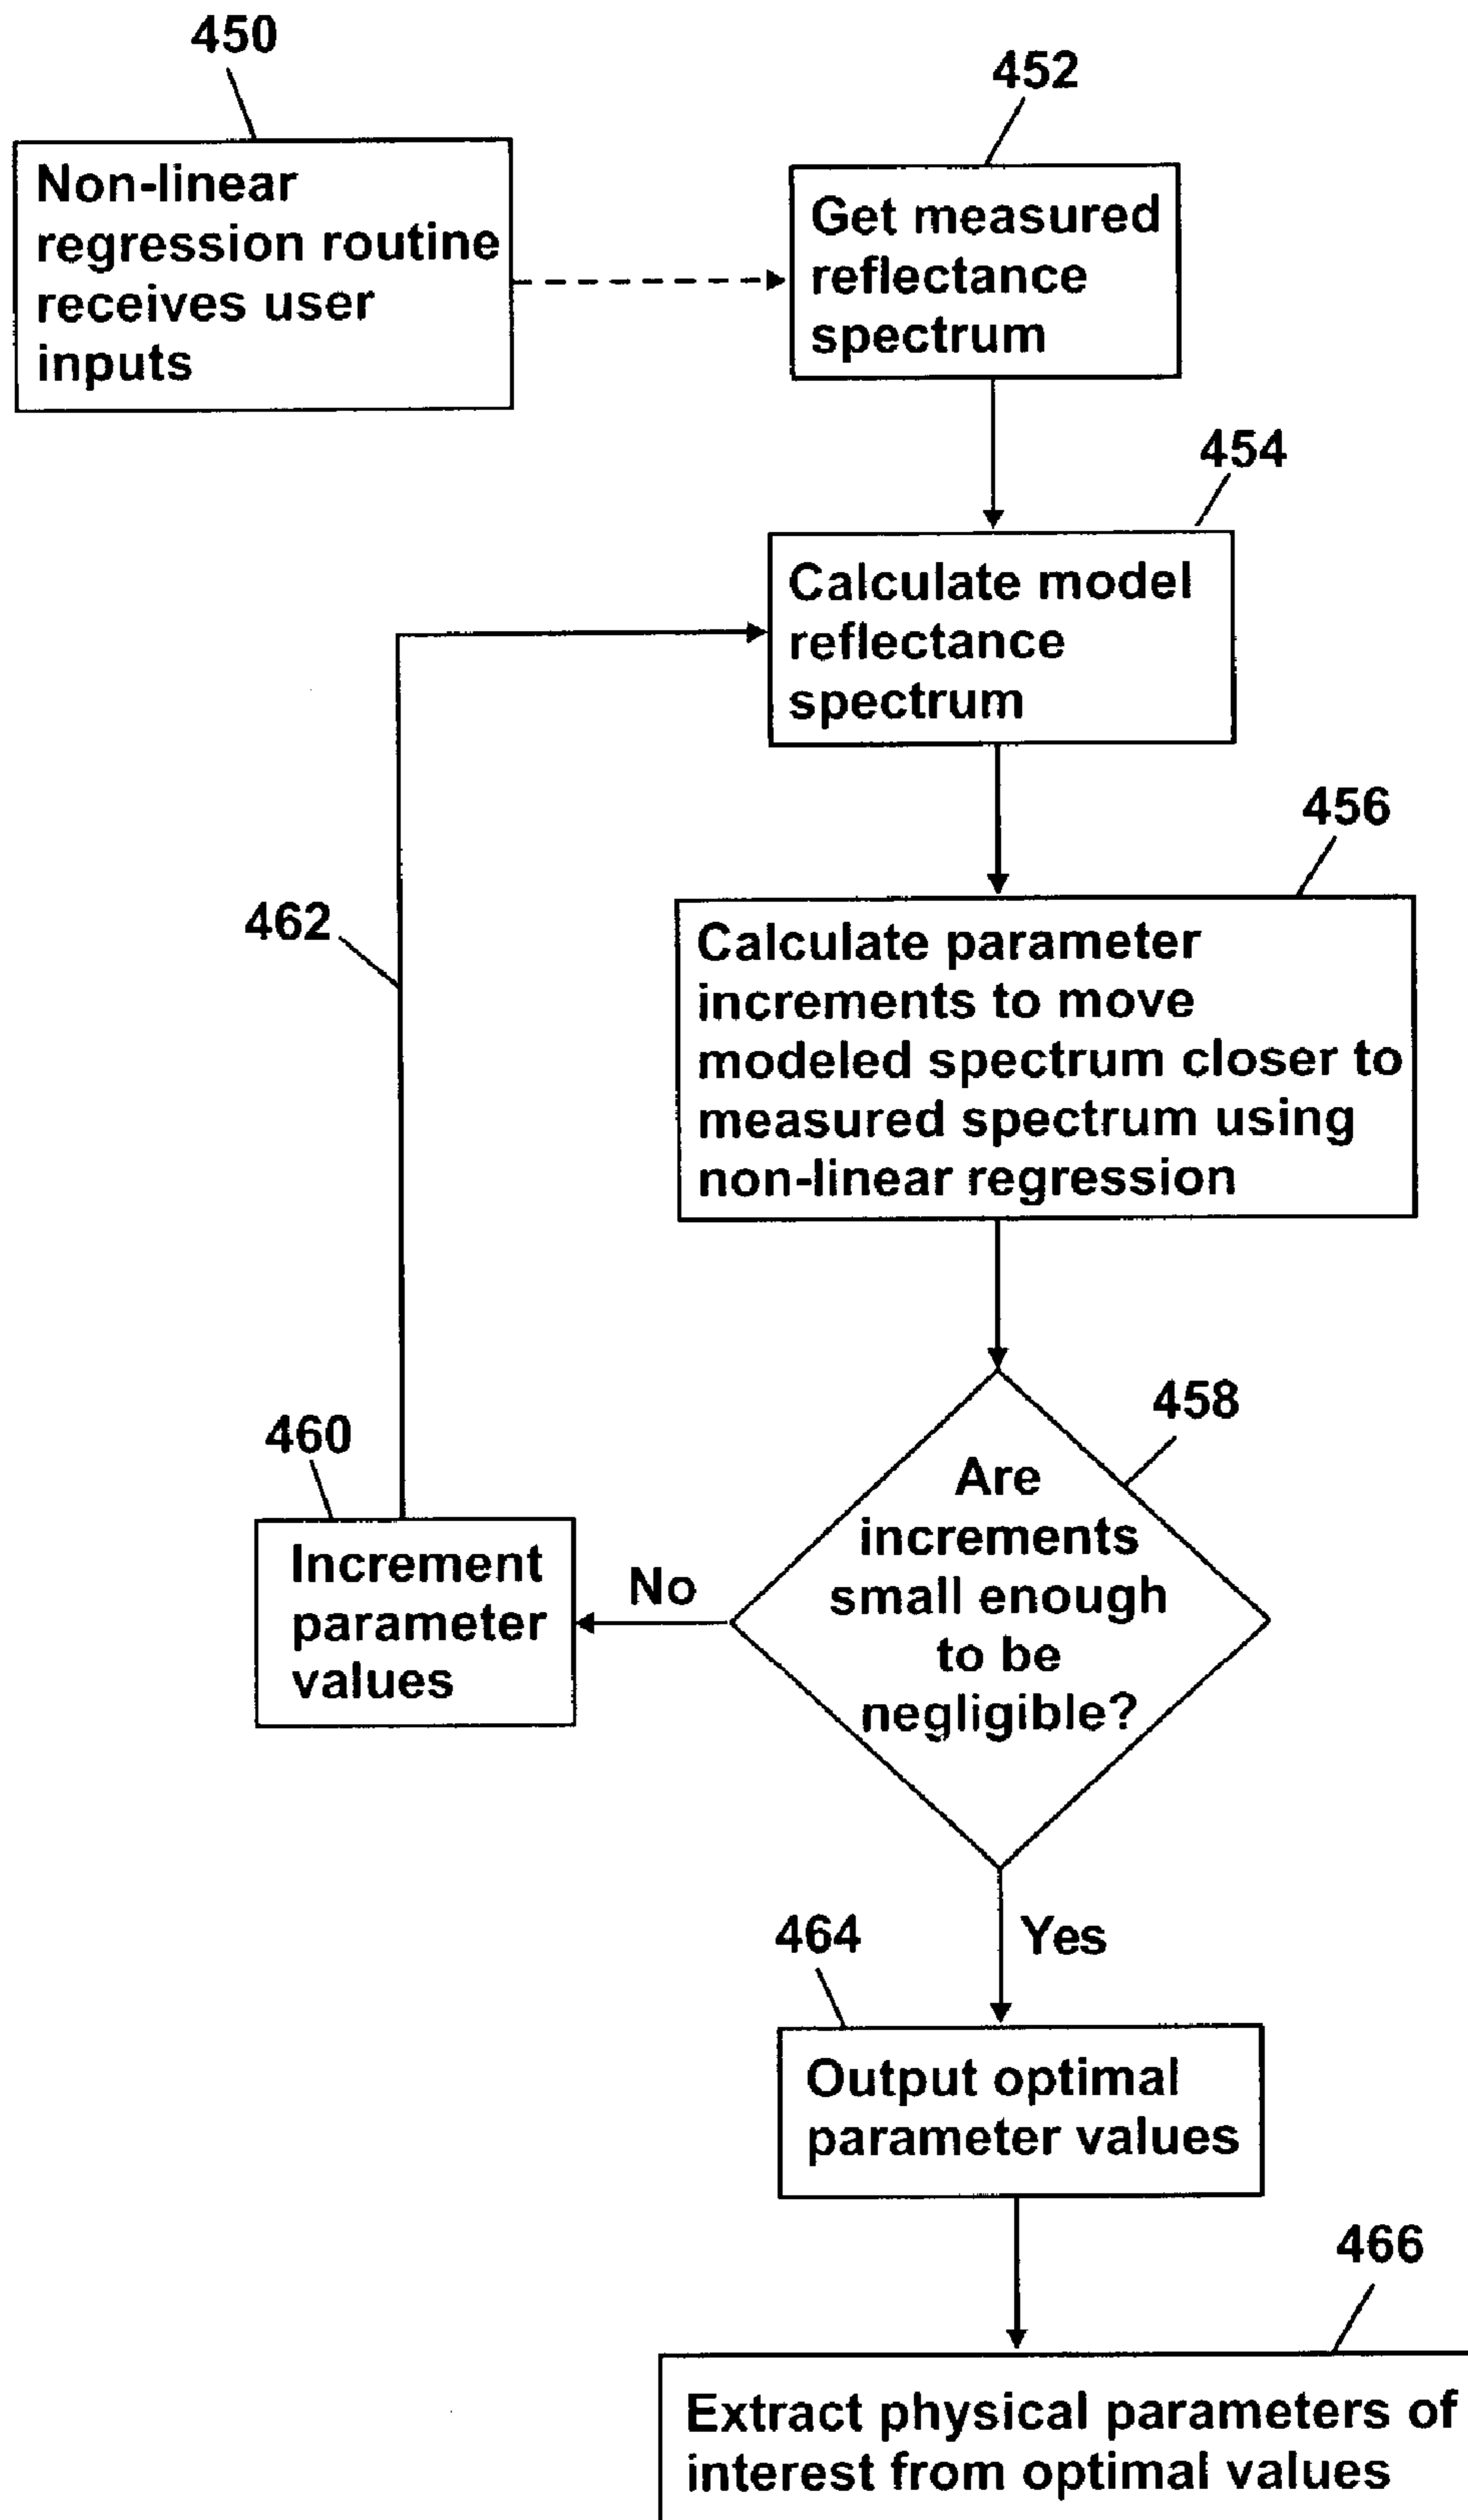 450
Non-linear
regression routine
receives user
inputs
452
Get measured
reflectance
spectrum
454
Calculate model
reflectance
spectrum
456
Calculate parameter
increments to move
modeled spectrum closer to
measured spectrum using
non-linear regression
462
458
Are
increments
small enough
to be
negligible?
No
460
Increment
parameter
values
Yes
464
Output optimal
parameter values
466
Extract physical parameters of
interest from optimal values